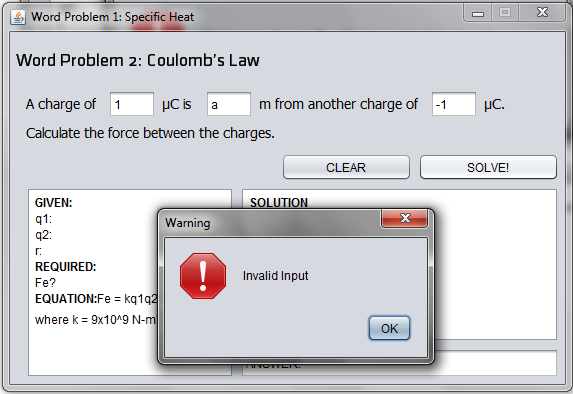 Word Problem 1: Specific Heat
Word Problem 2: Coulomb's Law
A charge of 1 µC is a m from another charge of -1 µC.
Calculate the force between the charges.
CLEAR SOLVE!
GIVEN:
q1:
q2:
r:
REQUIRED:
Fe?
EQUATION:Fe = kq1q2
where k = 9x10^9 N-m
SOLUTION
Warning
Invalid Input
OK
ANSWER: